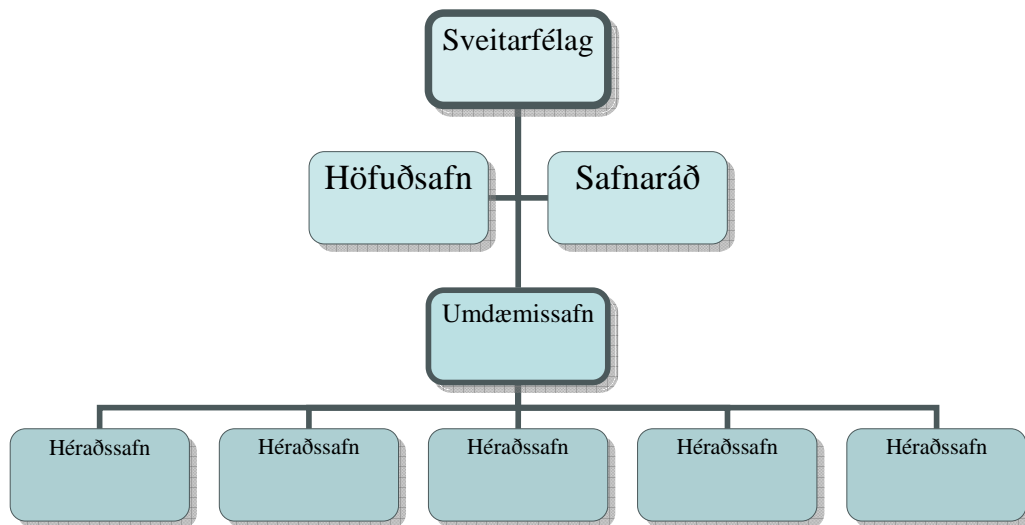 Sveitarfélag
Höfuðsafn
Safnaráð
Umdæmissafn
Héraðssafn
Héraðssafn
Héraðssafn
Héraðssafn
Héraðssafn